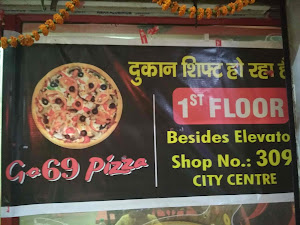 दुकान शिफ्ट हो रहा है
1ST FLOOR
Besides Elevato
Shop No.: 309
CITY CENTRE
Go69 Pizza